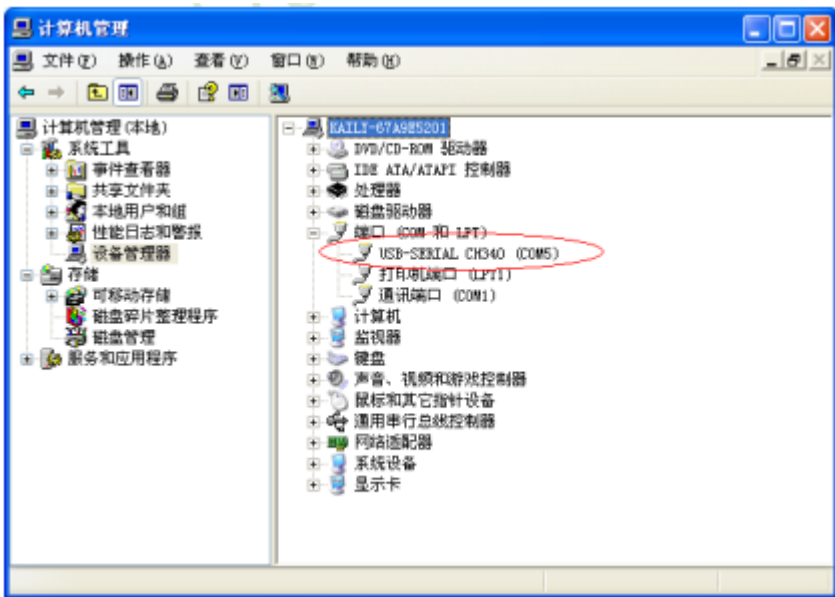 计算机管理
文件(F) 操作(A) 查看(V) 窗口(W) 帮助(H)
计算机管理(本地)
系统工具
事件查看器
共享文件夹
本地用户和组
性能日志和警报
设备管理器
存储
可移动存储
磁盘碎片整理程序
磁盘管理
服务和应用程序
KAILY-67A9E5201
DVD/CD-ROM 驱动器
IDE ATA/ATAPI 控制器
处理器
磁盘驱动器
端口 (COM 和 LPT)
USB-SERIAL CH340 (COM5)
打印机端口 (LPT1)
通讯端口 (COM1)
计算机
监视器
键盘
声音、视频和游戏控制器
鼠标和其它指针设备
通用串行总线控制器
网络适配器
系统设备
显示卡